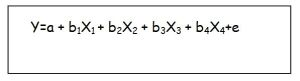 Y=a + b₁X₁ + b₂X₂ + b₃X₃ + b₄X₄+e